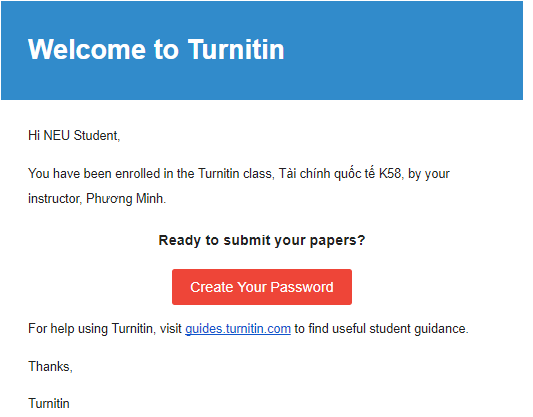 Welcome to Turnitin
Hi NEU Student,
You have been enrolled in the Turnitin class, Tài chính quốc tế K58, by your
instructor, Phương Minh.
Ready to submit your papers?
Create Your Password
For help using Turnitin, visit guides.turnitin.com to find useful student guidance.
Thanks,
Turnitin